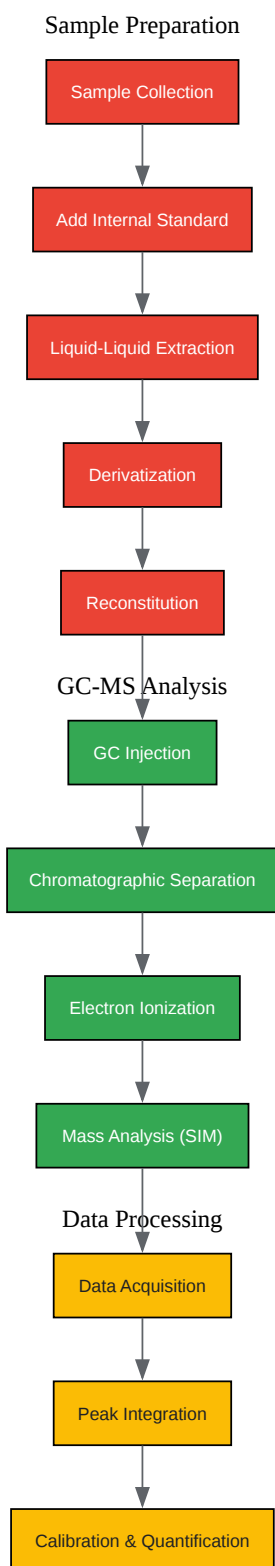 Sample Preparation
Sample Collection
Add Internal Standard
Liquid-Liquid Extraction
Derivatization
Reconstitution
GC-MS Analysis
GC Injection
Chromatographic Separation
Electron Ionization
Mass Analysis (SIM)
Data Processing
Data Acquisition
Peak Integration
Calibration & Quantification